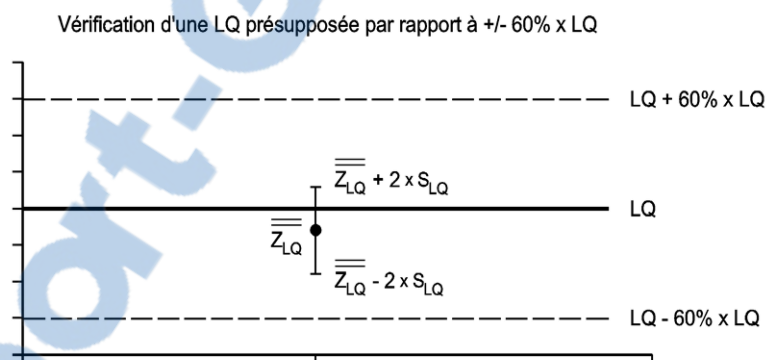 Vérification d'une LQ présupposée par rapport à +/- 60% x LQ
LQ + 60% x LQ
Z̿LQ + 2 x SLQ
LQ
Z̿LQ
Z̿LQ - 2 x SLQ
LQ - 60% x LQ